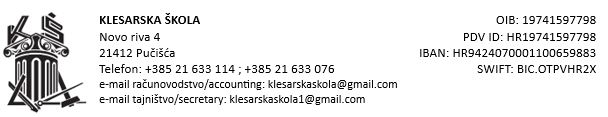 KLESARSKA ŠKOLA
Novo riva 4
21412 Pučišća
Telefon: +385 21 633 114 ; +385 21 633 076
e-mail računovodstvo/accounting: klesarskaskola@gmail.com
e-mail tajništvo/secretary: klesarskaskola1@gmail.com
OIB: 19741597798
PDV ID: HR19741597798
IBAN: HR9424070001100659883
SWIFT: BIC.OTPVHR2X
KŠ